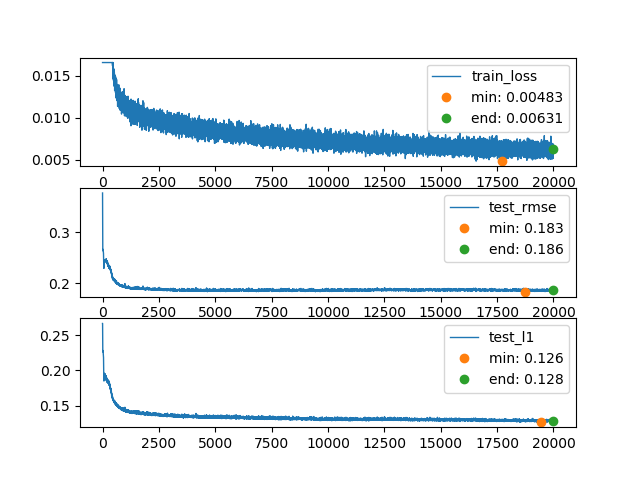 0.015
0.010
0.005
train_loss
min: 0.00483
end: 0.00631
0 2500 5000 7500 10000 12500 15000 17500 20000
0.3
0.2
test_rmse
min: 0.183
end: 0.186
0 2500 5000 7500 10000 12500 15000 17500 20000
0.25
0.20
0.15
test_l1
min: 0.126
end: 0.128
0 2500 5000 7500 10000 12500 15000 17500 20000